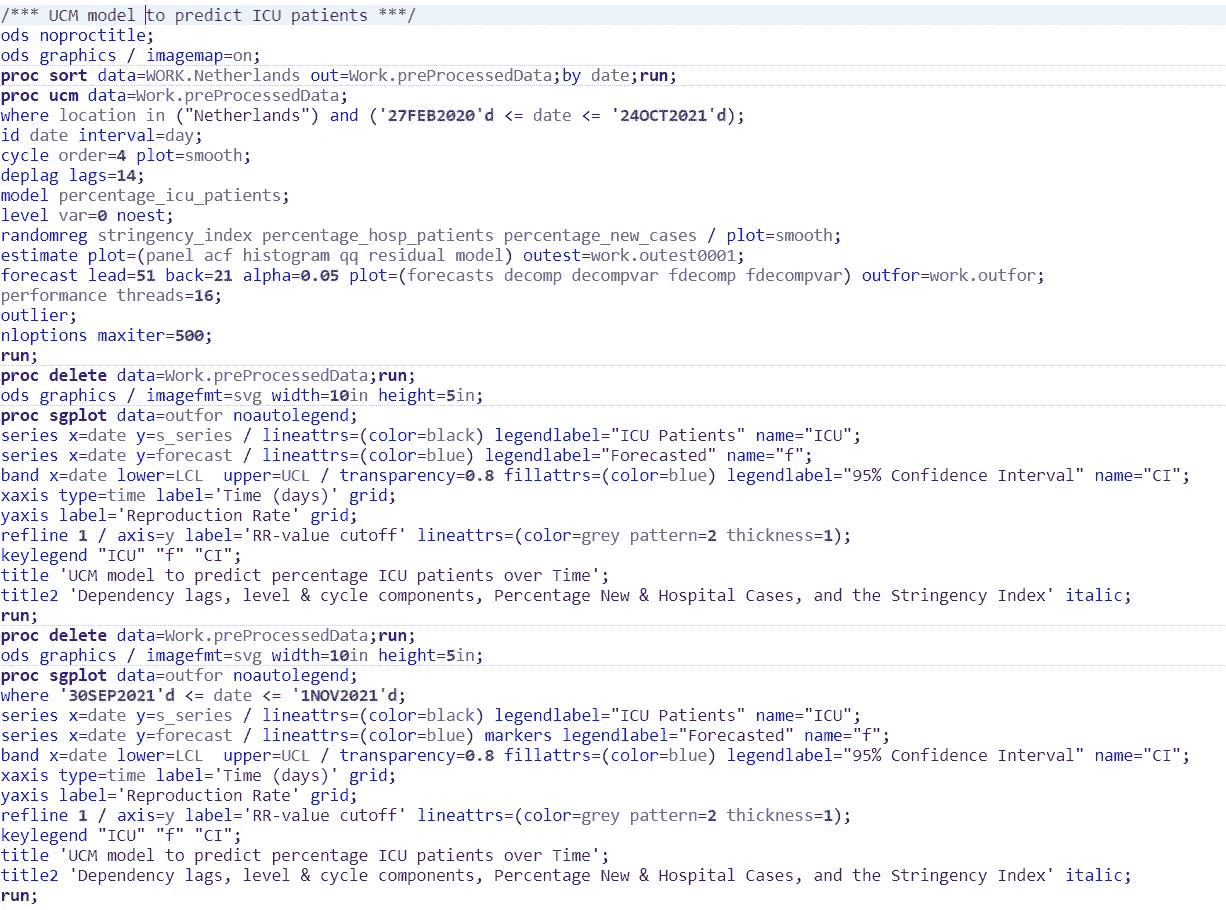 /*** UCM model to predict ICU patients ***/
ods noproctitle;
ods graphics / imagemap=on;
proc sort data=WORK.Netherlands out=Work.preProcessedData;by date;run;
proc ucm data=Work.preProcessedData;
where location in ("Netherlands") and ('27FEB2020'd <= date <= '24OCT2021'd);
id date interval=day;
cycle order=4 plot=smooth;
deplag lags=14;
model percentage_icu_patients;
level var=0 noest;
randomreg stringency_index percentage_hosp_patients percentage_new_cases / plot=smooth;
estimate plot=(panel acf histogram qq residual model) outest=work.outest0001;
forecast lead=51 back=21 alpha=0.05 plot=(forecasts decomp decompvar fdecomp fdecompvar) outfor=work.outfor;
performance threads=16;
outlier;
nloptions maxiter=500;
run;
proc delete data=Work.preProcessedData;run;
ods graphics / imagefmt=svg width=10in height=5in;
proc sgplot data=outfor noautolegend;
series x=date y=s_series / lineattrs=(color=black) legendlabel="ICU Patients" name="ICU";
series x=date y=forecast / lineattrs=(color=blue) legendlabel="Forecasted" name="f";
band x=date lower=LCL  upper=UCL / transparency=0.8 fillattrs=(color=blue) legendlabel="95% Confidence Interval" name="CI";
xaxis type=time label='Time (days)' grid;
yaxis label='Reproduction Rate' grid;
refline 1 / axis=y label='RR-value cutoff' lineattrs=(color=grey pattern=2 thickness=1);
keylegend "ICU" "f" "CI";
title 'UCM model to predict percentage ICU patients over Time';
title2 'Dependency lags, level & cycle components, Percentage New & Hospital Cases, and the Stringency Index' italic;
run;
proc delete data=Work.preProcessedData;run;
ods graphics / imagefmt=svg width=10in height=5in;
proc sgplot data=outfor noautolegend;
where '30SEP2021'd <= date <= '1NOV2021'd;
series x=date y=s_series / lineattrs=(color=black) legendlabel="ICU Patients" name="ICU";
series x=date y=forecast / lineattrs=(color=blue) markers legendlabel="Forecasted" name="f";
band x=date lower=LCL  upper=UCL / transparency=0.8 fillattrs=(color=blue) legendlabel="95% Confidence Interval" name="CI";
xaxis type=time label='Time (days)' grid;
yaxis label='Reproduction Rate' grid;
refline 1 / axis=y label='RR-value cutoff' lineattrs=(color=grey pattern=2 thickness=1);
keylegend "ICU" "f" "CI";
title 'UCM model to predict percentage ICU patients over Time';
title2 'Dependency lags, level & cycle components, Percentage New & Hospital Cases, and the Stringency Index' italic;
run;